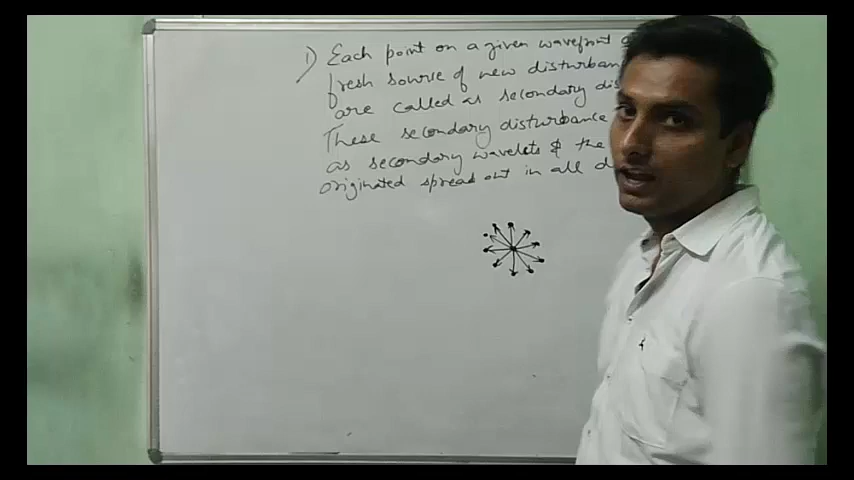 1) Each point on a given wavefront
fresh source of new disturban
are called as secondary dis
These secondary disturbance
as secondary wavelets & the
originated spread out in all d